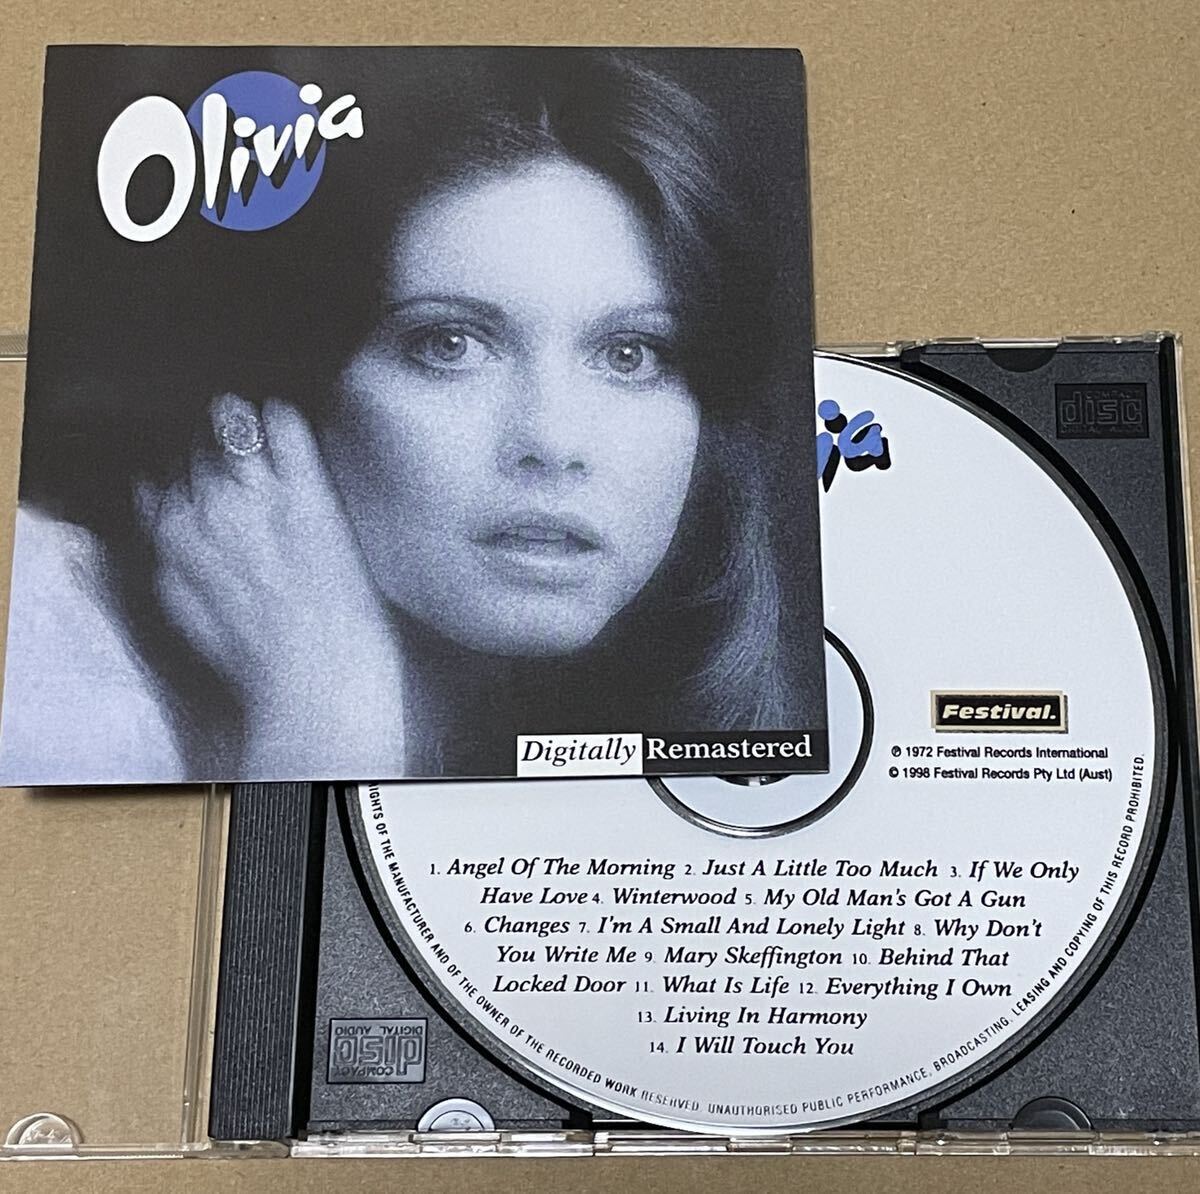 Olivia
Digitally Remastered
ia
COMPACT
disc
DIGITAL AUDIO
Festival.
℗ 1972 Festival Records International
© 1998 Festival Records Pty Ltd (Aust)
1. Angel Of The Morning 2. Just A Little Too Much 3. If We Only
Have Love 4. Winterwood 5. My Old Man's Got A Gun
6. Changes 7. I'm A Small And Lonely Light 8. Why Don't
You Write Me 9. Mary Skeffington 10. Behind That
Locked Door 11. What Is Life 12. Everything I Own
13. Living In Harmony
14. I Will Touch You
RIGHTS OF THE MANUFACTURER AND OF THE OWNER OF THE RECORDED WORK RESERVED. UNAUTHORISED PUBLIC PERFORMANCE, BROADCASTING, LEASING AND COPYING OF THIS RECORD PROHIBITED.
COMPACT
disc
DIGITAL AUDIO